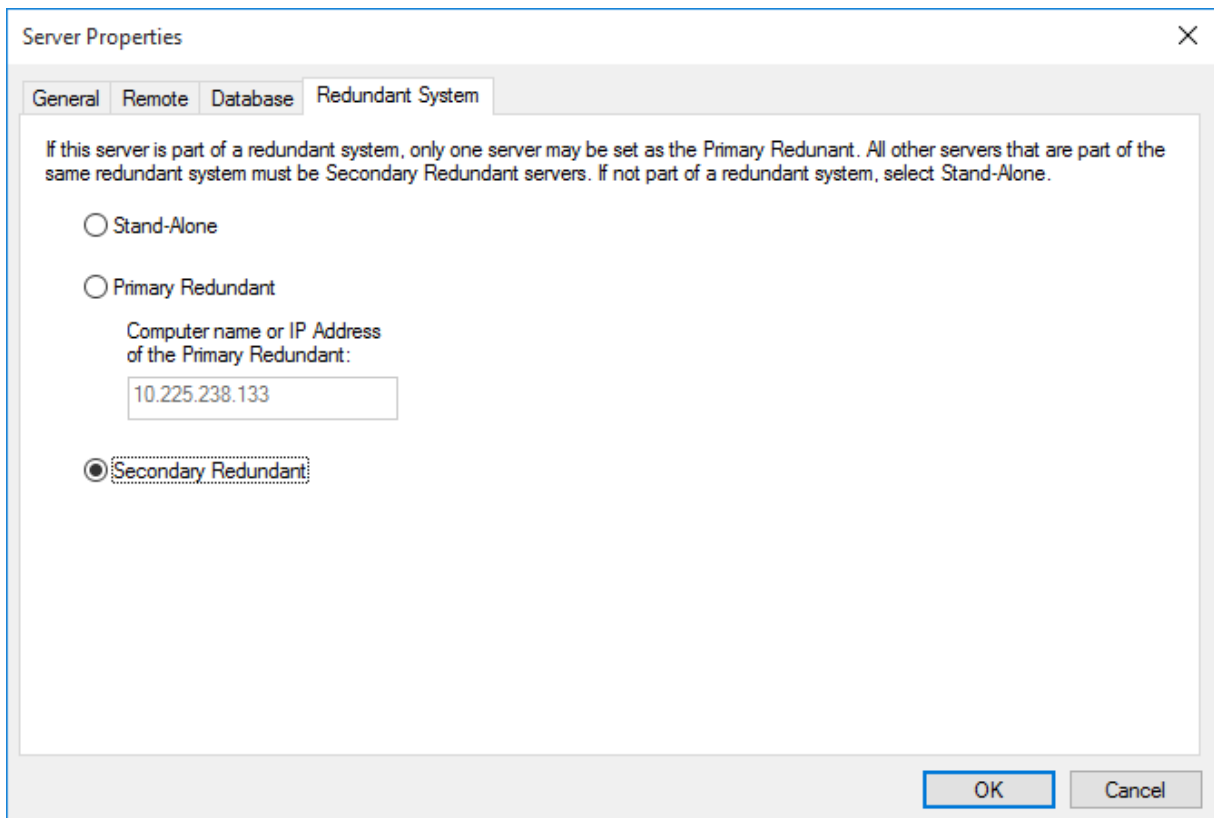 Server Properties
General Remote Database Redundant System
If this server is part of a redundant system, only one server may be set as the Primary Redunant. All other servers that are part of the
same redundant system must be Secondary Redundant servers. If not part of a redundant system, select Stand-Alone.
Stand-Alone
Primary Redundant
Computer name or IP Address
of the Primary Redundant:
10.225.238.133
Secondary Redundant
OK Cancel